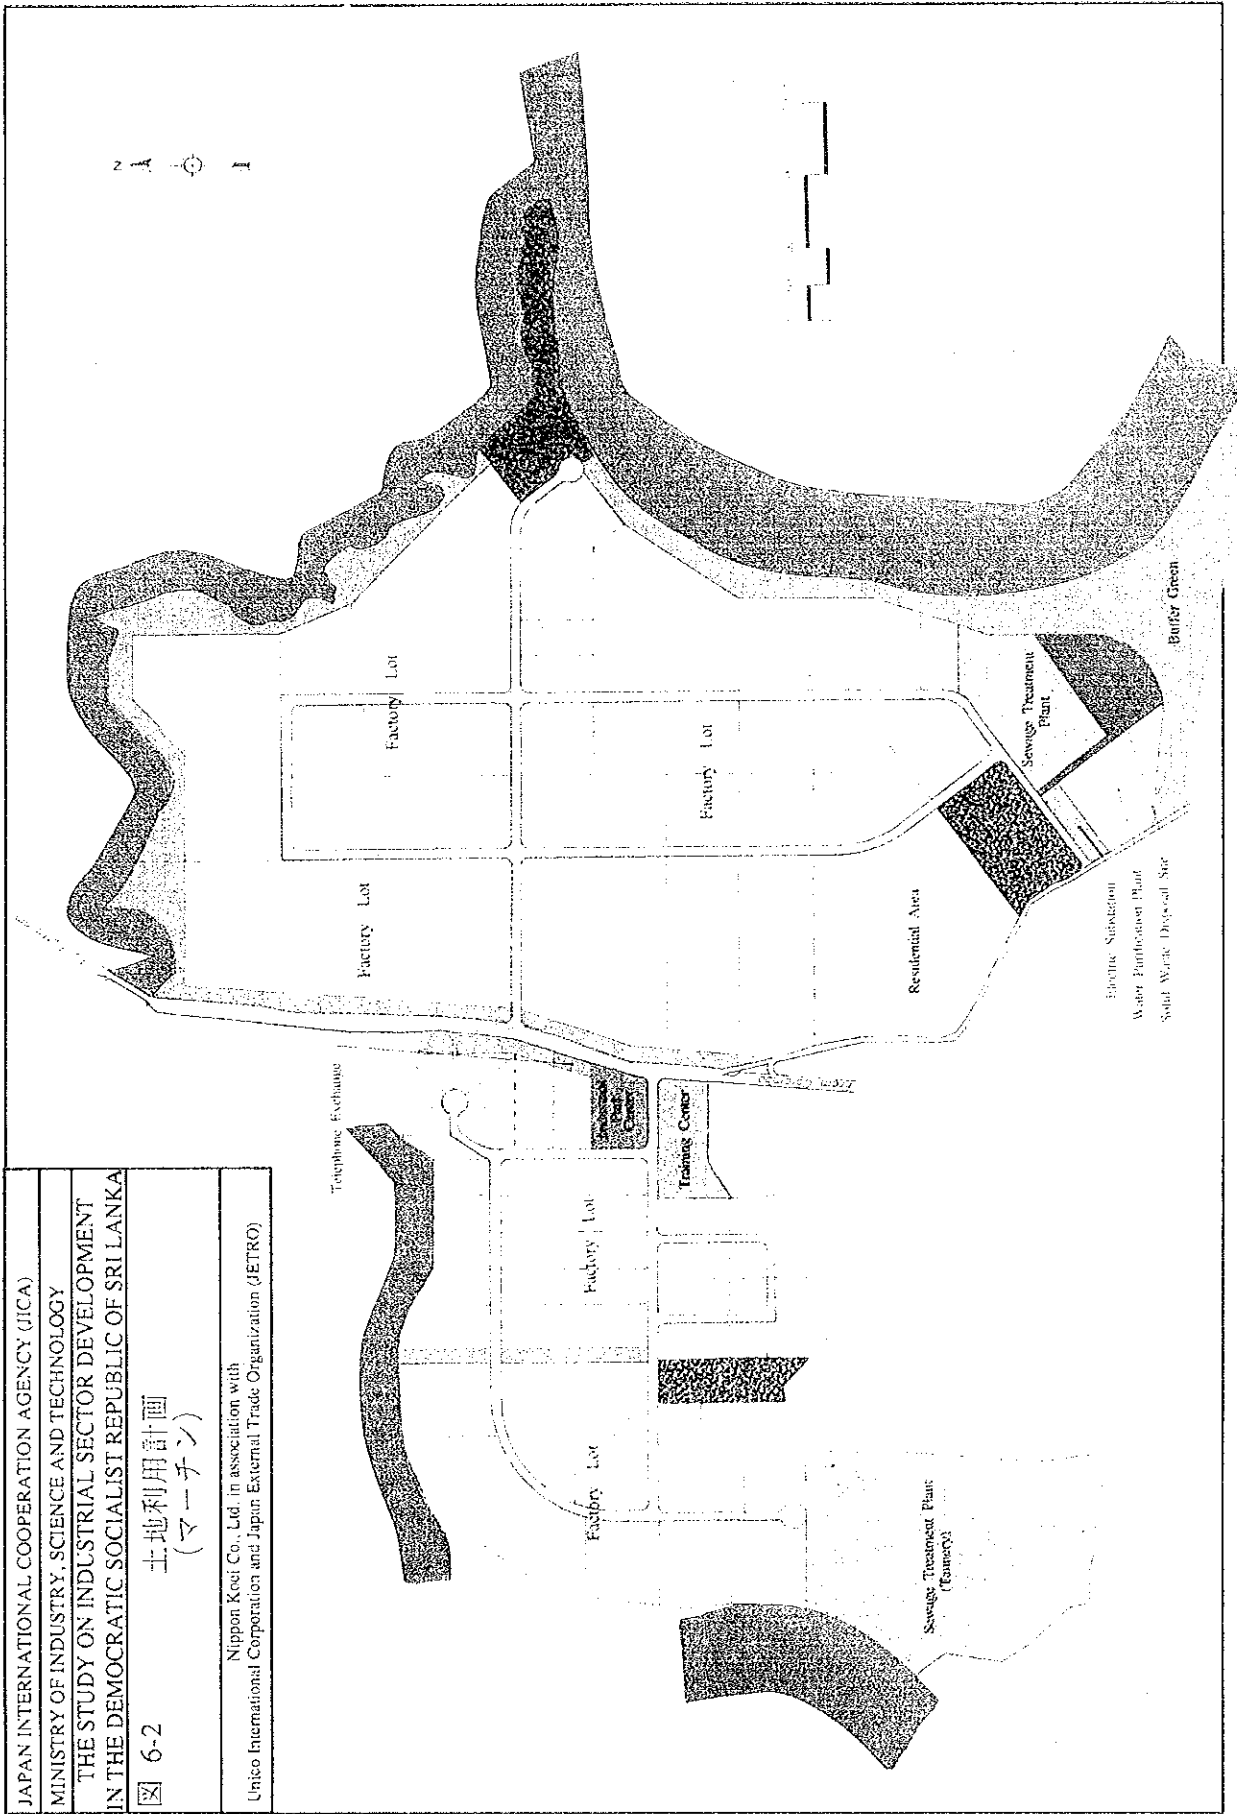 JAPAN INTERNATIONAL COOPERATION AGENCY (JICA)
MINISTRY OF INDUSTRY, SCIENCE AND TECHNOLOGY
THE STUDY ON INDUSTRIAL SECTOR DEVELOPMENT
IN THE DEMOCRATIC SOCIALIST REPUBLIC OF SRI LANKA
図 6-2
土地利用計画
(マーチン)
Nippon Koei Co., Ltd. in association with
Unico International Corporation and Japan External Trade Organization (JETRO)
N
Telephone Exchange
Factory Lot
Factory Lot
Factory Lot
Factory Lot
Factory Lot
Park
Center
Training Center
Residential Area
Sewage Treatment
Plant
Buffer Green
Electric Substation
Water Purification Plant
Solid Waste Disposal Site
Sewage Treatment Plant
(Tannery)